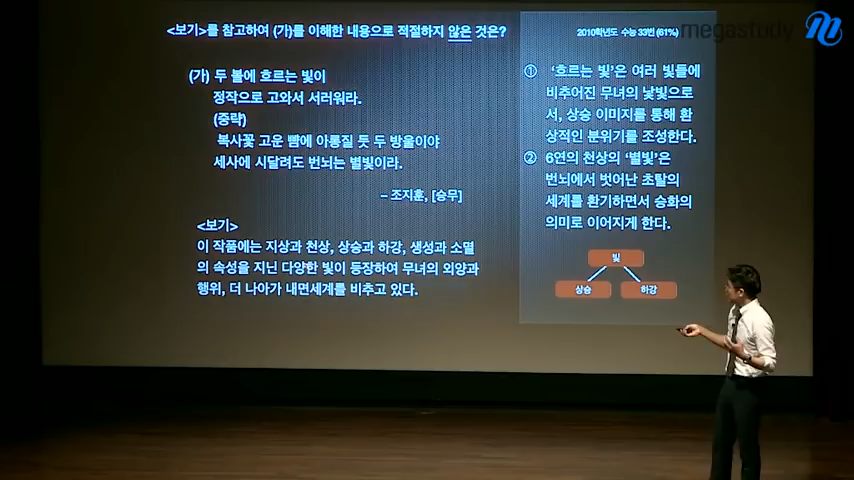 <보기>를 참고하여 (가)를 이해한 내용으로 적절하지 않은 것은?
2010학년도 수능 33번 (61%)
megastudy
(가) 두 볼에 흐르는 빛이
정작으로 고와서 서러워라.
(중략)
복사꽃 고운 뺨에 아롱질 듯 두 방울이야
세사에 시달려도 번뇌는 별빛이라.
– 조지훈, [승무]
<보기>
이 작품에는 지상과 천상, 상승과 하강, 생성과 소멸
의 속성을 지닌 다양한 빛이 등장하여 무녀의 외양과
행위, 더 나아가 내면세계를 비추고 있다.
① ‘흐르는 빛’은 여러 빛들에
비추어진 무녀의 낯빛으로
서, 상승 이미지를 통해 환
상적인 분위기를 조성한다.
② 6연의 천상의 ‘별빛’은
번뇌에서 벗어난 초탈의
세계를 환기하면서 승화의
의미로 이어지게 한다.
빛
상승 하강